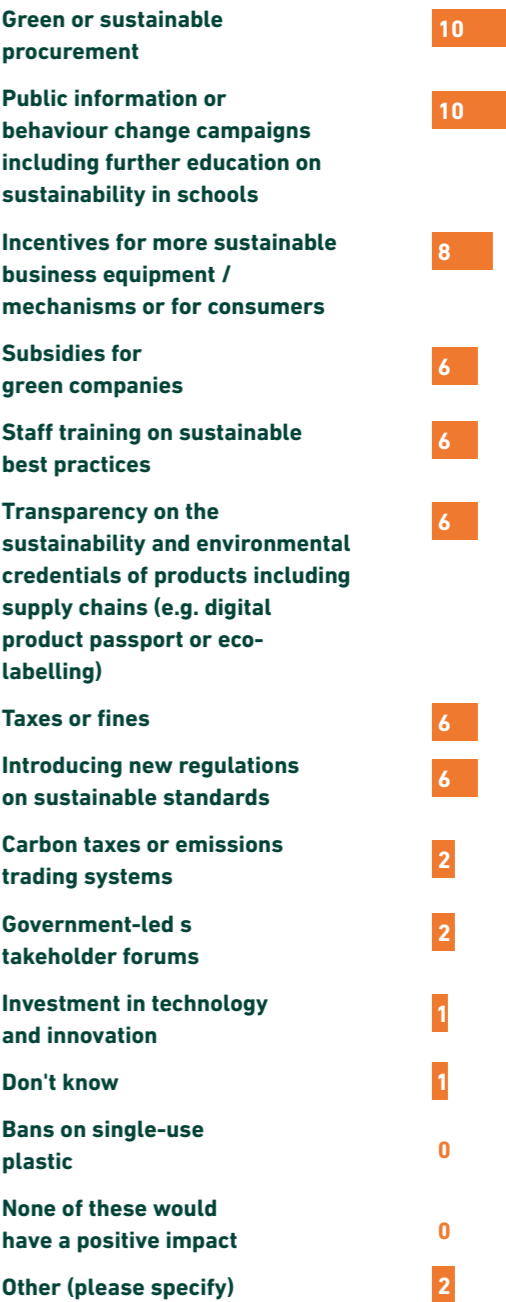 Green or sustainable
procurement
10
Public information or
behaviour change campaigns
including further education on
sustainability in schools
10
Incentives for more sustainable
business equipment /
mechanisms or for consumers
8
Subsidies for
green companies
6
Staff training on sustainable
best practices
6
Transparency on the
sustainability and environmental
credentials of products including
supply chains (e.g. digital
product passport or eco-
labelling)
6
Taxes or fines
6
Introducing new regulations
on sustainable standards
6
Carbon taxes or emissions
trading systems
2
Government-led s
takeholder forums
2
Investment in technology
and innovation
1
Don't know
1
Bans on single-use
plastic
0
None of these would
have a positive impact
0
Other (please specify)
2